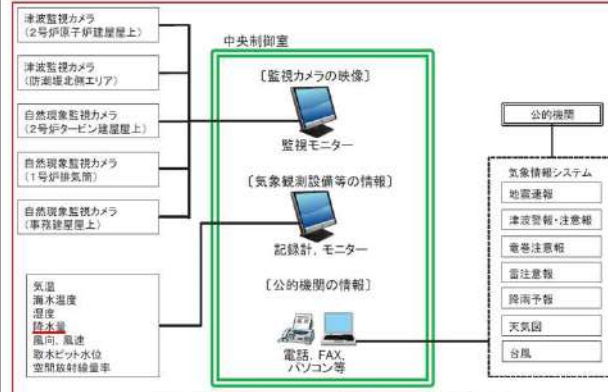 津波監視カメラ
(2号炉原子炉建屋屋上)
津波監視カメラ
(防潮堤北側エリア)
自然現象監視カメラ
(2号炉タービン建屋屋上)
自然現象監視カメラ
(1号炉排気筒)
自然現象監視カメラ
(事務建屋屋上)
気温
海水温度
湿度
降水量
風向，風速
取水ピット水位
空間放射線量率
中央制御室
〔監視カメラの映像〕
監視モニター
〔気象観測設備等の情報〕
記録計，モニター
〔公的機関の情報〕
電話，FAX，
パソコン等
公的機関
気象情報システム
地震速報
津波警報・注意報
竜巻注意報
雷注意報
降雨予報
天気図
台風